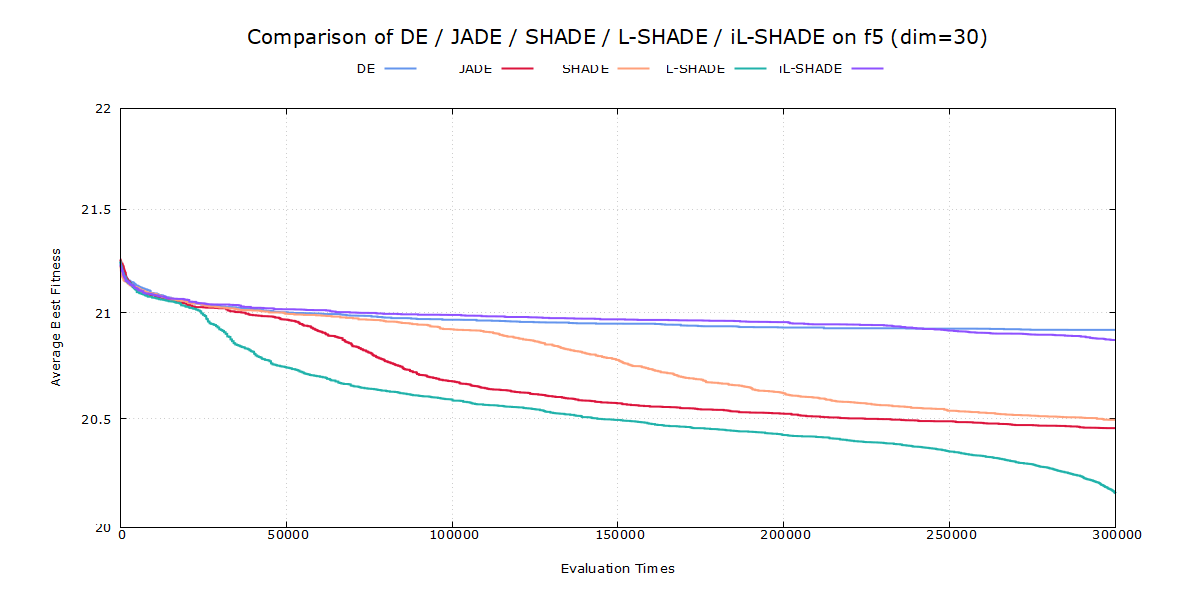 Comparison of DE / JADE / SHADE / L-SHADE / iL-SHADE on f5 (dim=30)
DE JADE SHADE L-SHADE iL-SHADE
22
21.5
21
20.5
20
Average Best Fitness
0 50000 100000 150000 200000 250000 300000
Evaluation Times